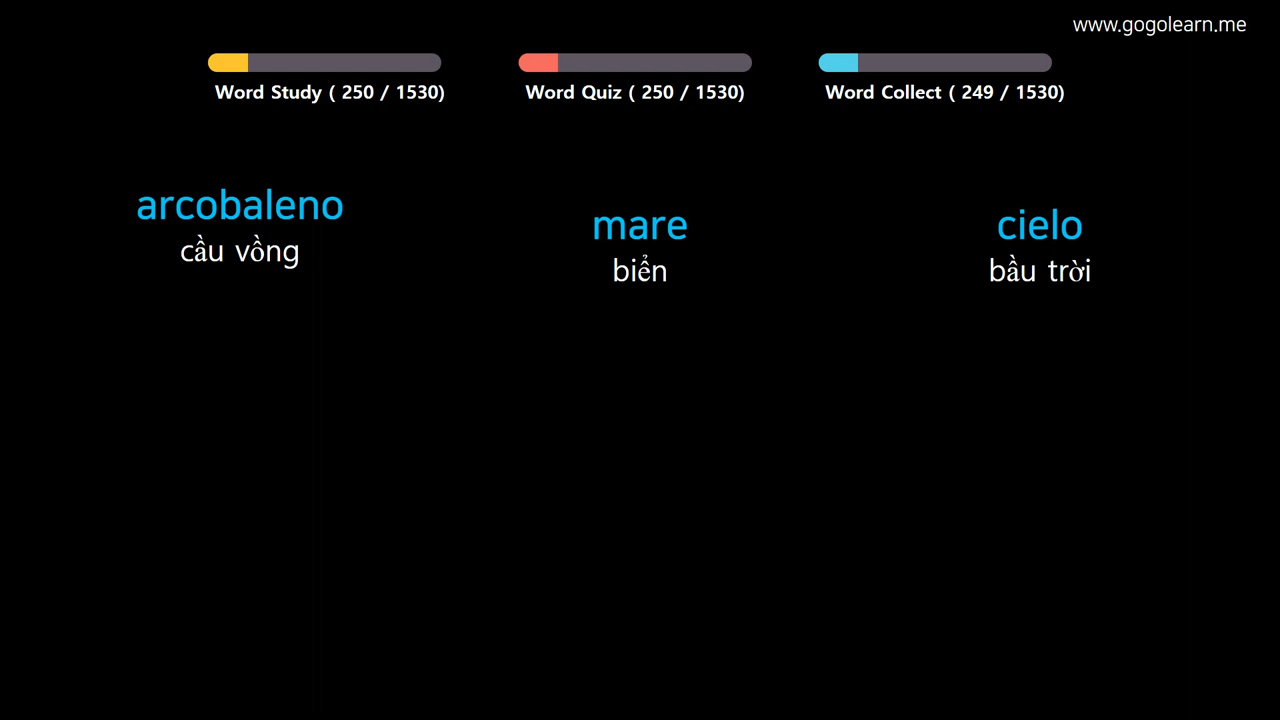 www.gogolearn.me
Word Study ( 250 / 1530)
Word Quiz ( 250 / 1530)
Word Collect ( 249 / 1530)
arcobaleno
cầu vồng
mare
biển
cielo
bầu trời